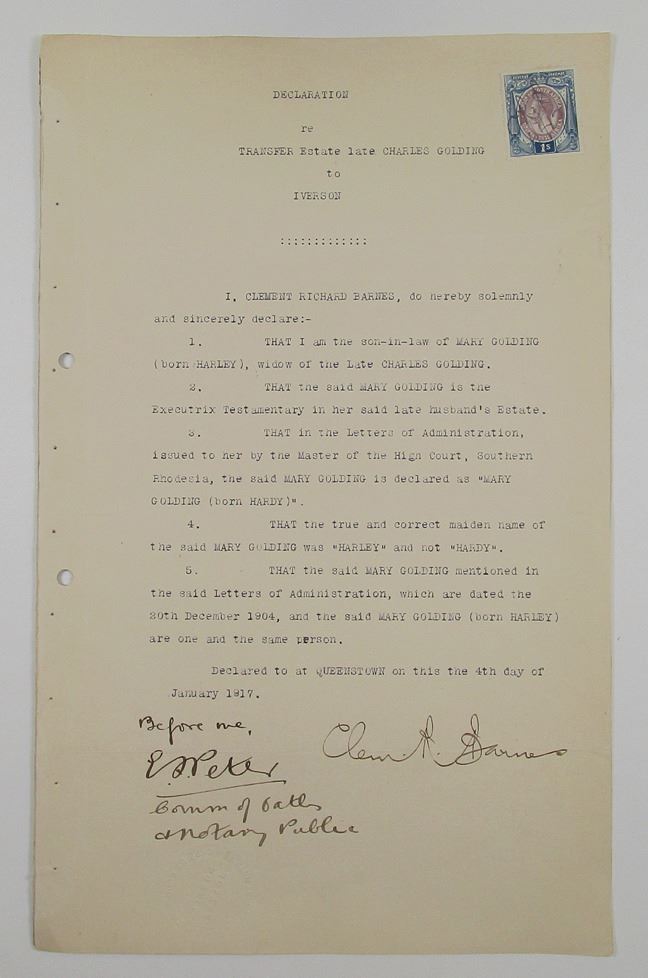 DECLARATION
re
TRANSFER Estate late CHARLES GOLDING
to
IVERSON
:::::::::::::
1s
I, CLEMENT RICHARD BARNES, do hereby solemnly
and sincerely declare:-
1. THAT I am the son-in-law of MARY GOLDING
(born HARLEY), widow of the Late CHARLES GOLDING.
2. THAT the said MARY GOLDING is the
Executrix Testamentary in her said late husband's Estate.
3. THAT in the Letters of Administration,
issued to her by the Master of the High Court, Southern
Rhodesia, the said MARY GOLDING is declared as "MARY
GOLDING (born HARDY)".
4. THAT the true and correct maiden name of
the said MARY GOLDING was "HARLEY" and not "HARDY".
5. THAT the said MARY GOLDING mentioned in
the said Letters of Administration, which are dated the
20th December 1904, and the said MARY GOLDING (born HARLEY)
are one and the same person.
Declared to at QUEENSTOWN on this the 4th day of
January 1917.
Before me,
Clem. R. Barnes
Comm of Oaths
& Notary Public